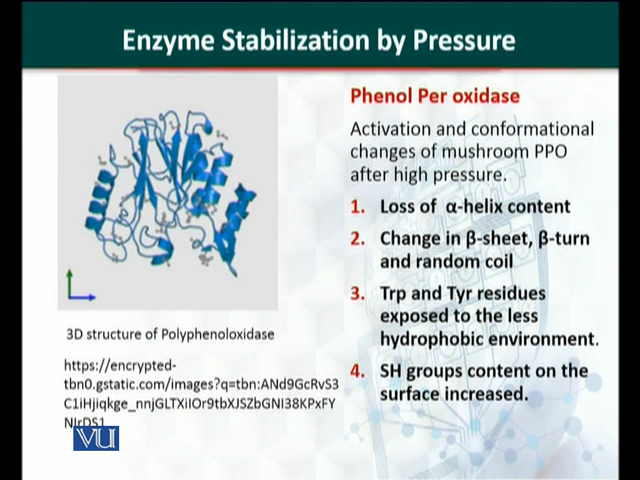 Enzyme Stabilization by Pressure
Phenol Per oxidase
Activation and conformational
changes of mushroom PPO
after high pressure.
1. Loss of α-helix content
2. Change in β-sheet, β-turn
and random coil
3. Trp and Tyr residues
exposed to the less
hydrophobic environment.
4. SH groups content on the
surface increased.
3D structure of Polyphenoloxidase
https://encrypted-
tbn0.gstatic.com/images?q=tbn:ANd9GcRvS3
C1iHjiqkge_nnjGLTXiIOr9tbXJSZbGNI38KPxFY
NIrDS1
VU